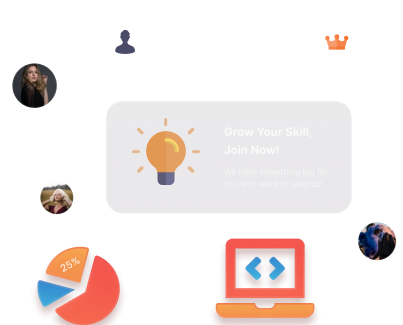 Grow Your Skill,
Join Now!
We have something big for
you who want to level up!
25%